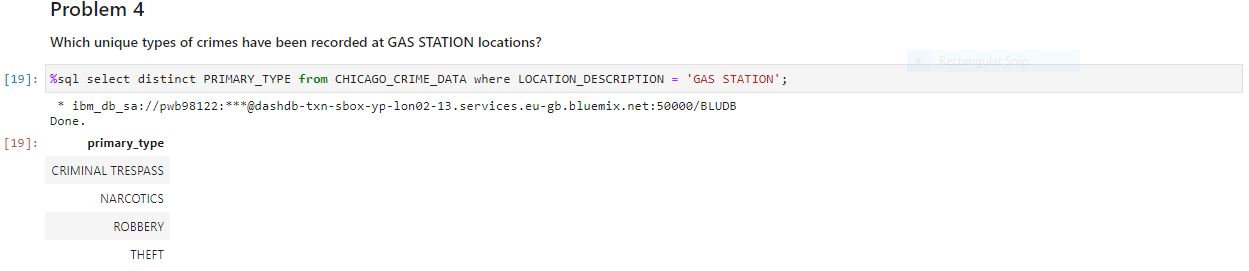 Problem 4
Which unique types of crimes have been recorded at GAS STATION locations?
Rectangular Snip
[19]: %sql select distinct PRIMARY_TYPE from CHICAGO_CRIME_DATA where LOCATION_DESCRIPTION = 'GAS STATION';
* ibm_db_sa://pwb98122:***@dashdb-txn-sbox-yp-lon02-13.services.eu-gb.bluemix.net:50000/BLUDB
Done.
[19]: primary_type
CRIMINAL TRESPASS
NARCOTICS
ROBBERY
THEFT